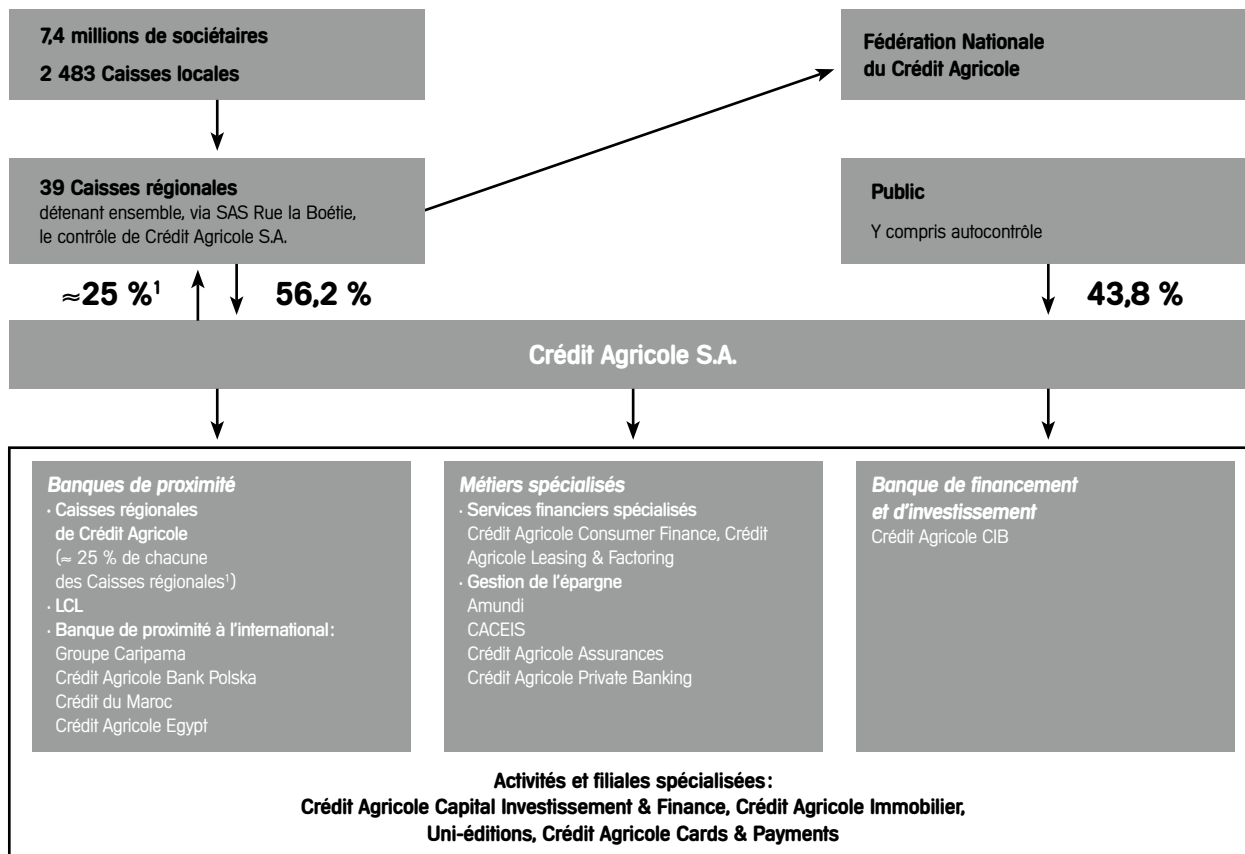 7,4 millions de sociétaires
2 483 Caisses locales
Fédération Nationale
du Crédit Agricole
39 Caisses régionales
détenant ensemble, via SAS Rue la Boétie,
le contrôle de Crédit Agricole S.A.
Public
Y compris autocontrôle
≈25 %¹
56,2 %
43,8 %
Crédit Agricole S.A.
Banques de proximité
· Caisses régionales
de Crédit Agricole
(≈ 25 % de chacune
des Caisses régionales¹)
· LCL
· Banque de proximité à l'international :
Groupe Caripama
Crédit Agricole Bank Polska
Crédit du Maroc
Crédit Agricole Egypt
Métiers spécialisés
· Services financiers spécialisés
Crédit Agricole Consumer Finance, Crédit
Agricole Leasing & Factoring
· Gestion de l'épargne
Amundi
CACEIS
Crédit Agricole Assurances
Crédit Agricole Private Banking
Banque de financement
et d'investissement
Crédit Agricole CIB
Activités et filiales spécialisées :
Crédit Agricole Capital Investissement & Finance, Crédit Agricole Immobilier,
Uni-éditions, Crédit Agricole Cards & Payments